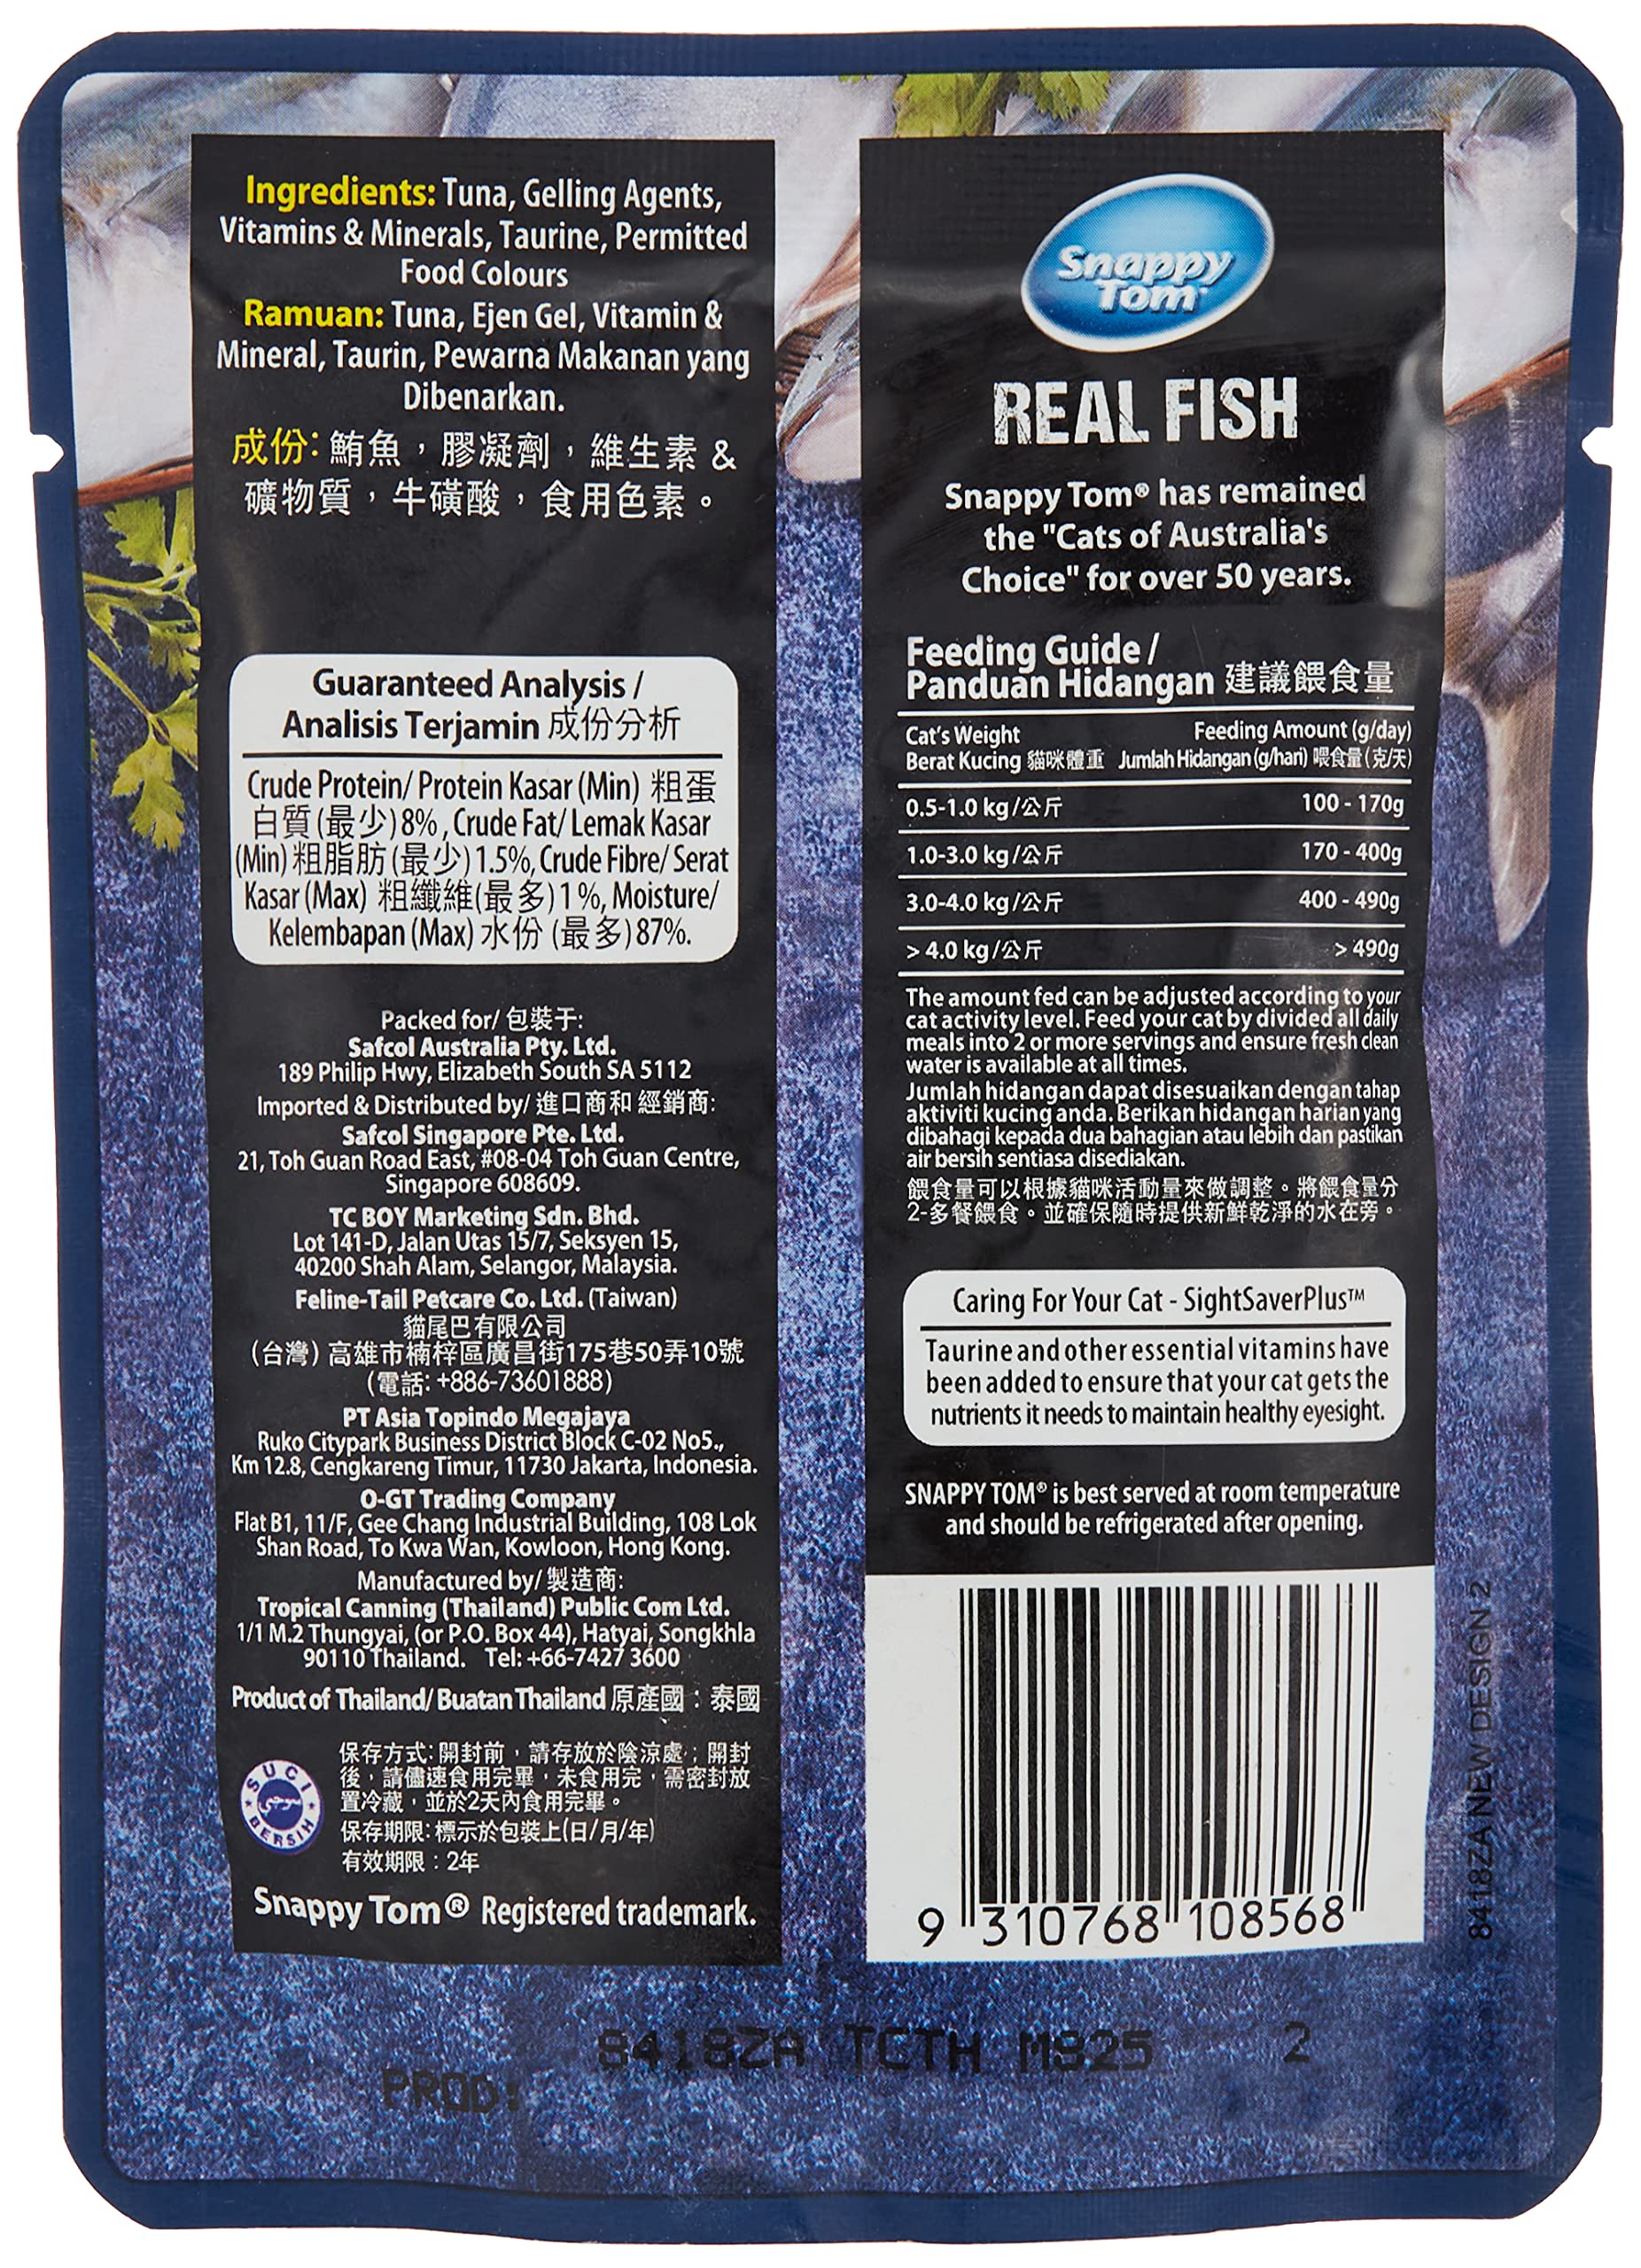 Ingredients: Tuna, Gelling Agents,
Vitamins & Minerals, Taurine, Permitted
Food Colours
Ramuan: Tuna, Ejen Gel, Vitamin &
Mineral, Taurin, Pewarna Makanan yang
Dibenarkan.
成份: 鮪魚，膠凝劑，維生素 &
礦物質，牛磺酸，食用色素。
Guaranteed Analysis /
Analisis Terjamin 成份分析
Crude Protein/ Protein Kasar (Min) 粗蛋
白質 (最少) 8%, Crude Fat/ Lemak Kasar
(Min) 粗脂肪 (最少) 1.5%, Crude Fibre/ Serat
Kasar (Max) 粗纖維(最多) 1%, Moisture/
Kelembapan (Max) 水份 (最多) 87%.
Packed for/ 包裝于:
Safcol Australia Pty. Ltd.
189 Philip Hwy, Elizabeth South SA 5112
Imported & Distributed by/ 進口商和 經銷商:
Safcol Singapore Pte. Ltd.
21, Toh Guan Road East, #08-04 Toh Guan Centre,
Singapore 608609.
TC BOY Marketing Sdn. Bhd.
Lot 141-D, Jalan Utas 15/7, Seksyen 15,
40200 Shah Alam, Selangor, Malaysia.
Feline-Tail Petcare Co. Ltd. (Taiwan)
貓尾巴有限公司
(台灣) 高雄市楠梓區廣昌街175巷50弄10號
(電話: +886-73601888)
PT Asia Topindo Megajaya
Ruko Citypark Business District Block C-02 No5.,
Km 12.8, Cengkareng Timur, 11730 Jakarta, Indonesia.
O-GT Trading Company
Flat B1, 11/F, Gee Chang Industrial Building, 108 Lok
Shan Road, To Kwa Wan, Kowloon, Hong Kong.
Manufactured by/ 製造商:
Tropical Canning (Thailand) Public Com Ltd.
1/1 M.2 Thungyai, (or P.O. Box 44), Hatyai, Songkhla
90110 Thailand. Tel: +66-7427 3600
Product of Thailand/ Buatan Thailand 原產國：泰國
SUCI
BERSIH
保存方式: 開封前，請存放於陰涼處；開封
後，請儘速食用完畢，未食用完，需密封放
置冷藏，並於2天內食用完畢。
保存期限: 標示於包裝上(日/月/年)
有效期限：2年
Snappy Tom® Registered trademark.
Snappy
Tom
REAL FISH
Snappy Tom® has remained
the "Cats of Australia's
Choice" for over 50 years.
Feeding Guide /
Panduan Hidangan 建議餵食量
Cat's Weight Feeding Amount (g/day)
Berat Kucing 貓咪體重 Jumlah Hidangan (g/hari) 喂食量 (克/天)
0.5-1.0 kg/公斤 100 - 170g
1.0-3.0 kg/公斤 170 - 400g
3.0-4.0 kg/公斤 400 - 490g
> 4.0 kg/公斤 > 490g
The amount fed can be adjusted according to your
cat activity level. Feed your cat by divided all daily
meals into 2 or more servings and ensure fresh clean
water is available at all times.
Jumlah hidangan dapat disesuaikan dengan tahap
aktiviti kucing anda. Berikan hidangan harian yang
dibahagi kepada dua bahagian atau lebih dan pastikan
air bersih sentiasa disediakan.
餵食量可以根據貓咪活動量來做調整。將餵食量分
2-多餐餵食。並確保隨時提供新鮮乾淨的水在旁。
Caring For Your Cat - SightSaverPlus™
Taurine and other essential vitamins have
been added to ensure that your cat gets the
nutrients it needs to maintain healthy eyesight.
SNAPPY TOM® is best served at room temperature
and should be refrigerated after opening.
9 310768 108568
8418ZA NEW DESIGN 2
8418ZA TCTH M325 2
PROD: